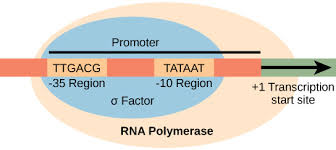 Promoter
TTGACG TATAAT
-35 Region -10 Region
+1 Transcription
start site
σ Factor
RNA Polymerase